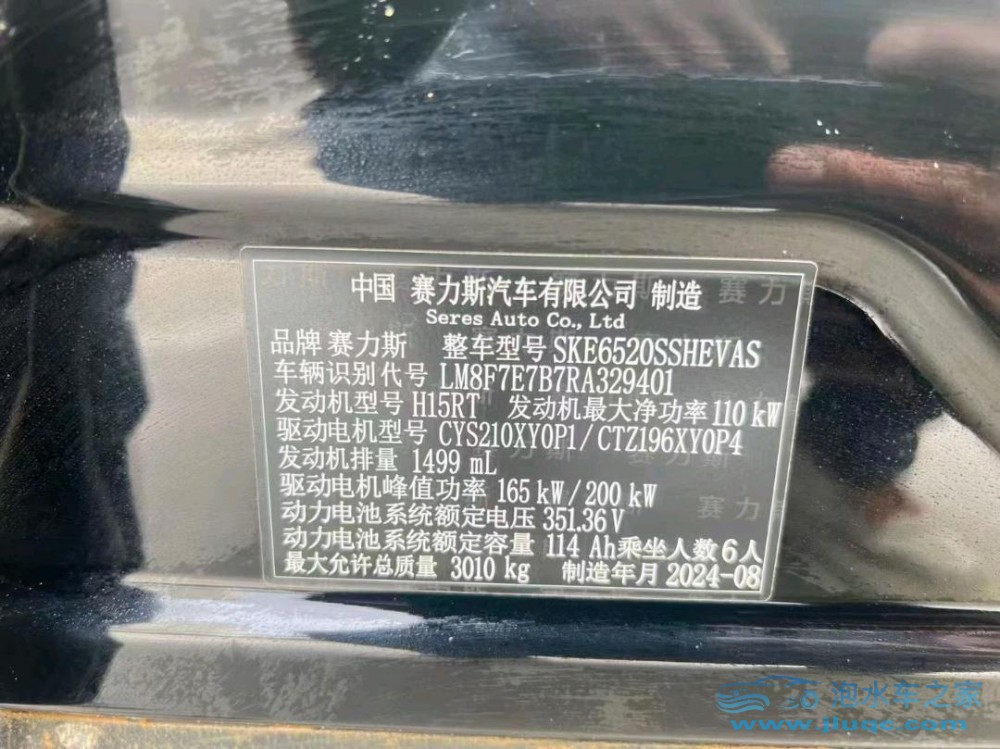 中国 赛力斯汽车有限公司 制造
Seres Auto Co., Ltd
品牌 赛力斯 整车型号 SKE6520SSHEVAS
车辆识别代号 LM8F7E7B7RA329401
发动机型号 H15RT 发动机最大净功率 110 kW
驱动电机型号 CYS210XY0P1/CTZ196XY0P4
发动机排量 1499 mL
驱动电机峰值功率 165 kW/200 kW
动力电池系统额定电压 351.36 V
动力电池系统额定容量 114 Ah乘坐人数 6人
最大允许总质量 3010 kg 制造年月 2024-08
泡水车之家